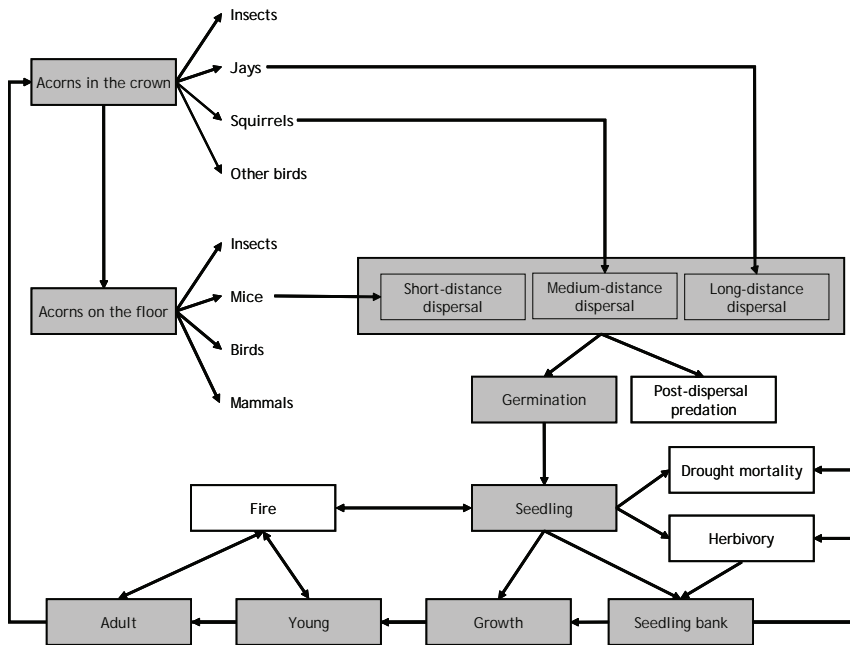 Insects
Acorns in the crown
Jays
Squirrels
Other birds
Insects
Acorns on the floor
Mice
Birds
Mammals
Short-distance
dispersal
Medium-distance
dispersal
Long-distance
dispersal
Germination
Post-dispersal
predation
Drought mortality
Fire
Seedling
Herbivory
Adult
Young
Growth
Seedling bank